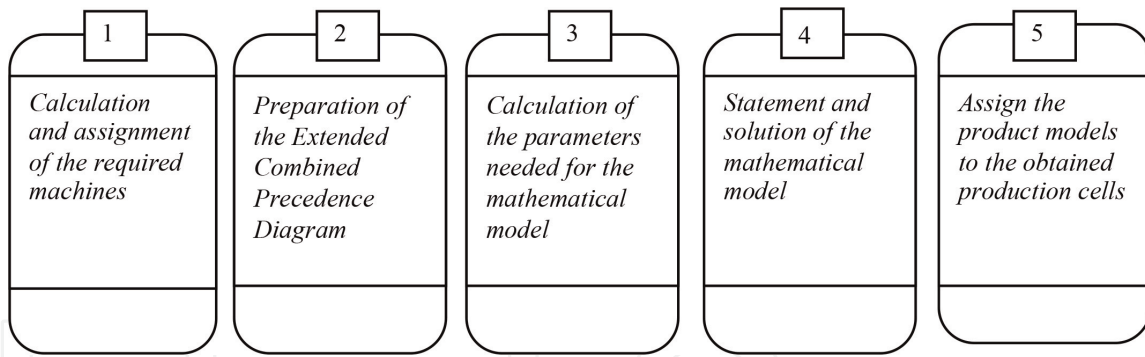 1
Calculation
and assignment
of the required
machines
2
Preparation of
the Extended
Combined
Precedence
Diagram
3
Calculation of
the parameters
needed for the
mathematical
model
4
Statement and
solution of the
mathematical
model
5
Assign the
product models
to the obtained
production cells